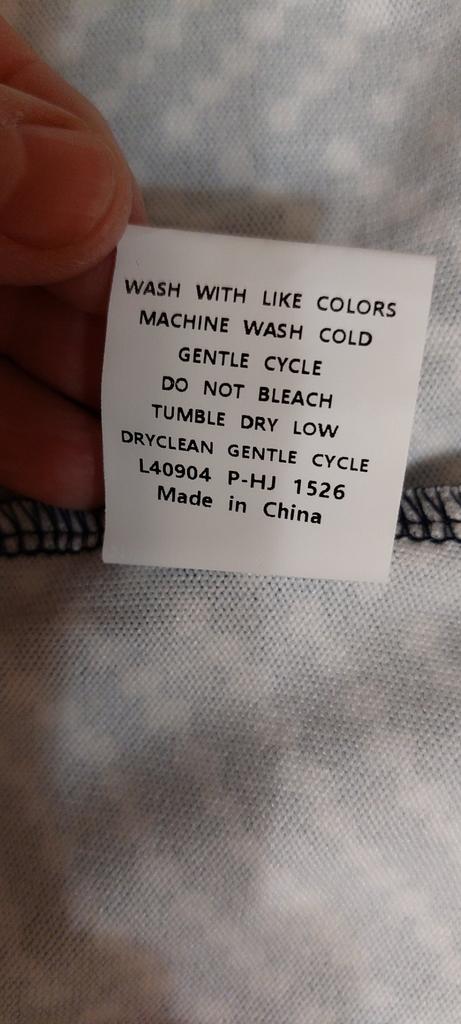 WASH WITH LIKE COLORS
MACHINE WASH COLD
GENTLE CYCLE
DO NOT BLEACH
TUMBLE DRY LOW
DRYCLEAN GENTLE CYCLE
L40904 P-HJ 1526
Made in China